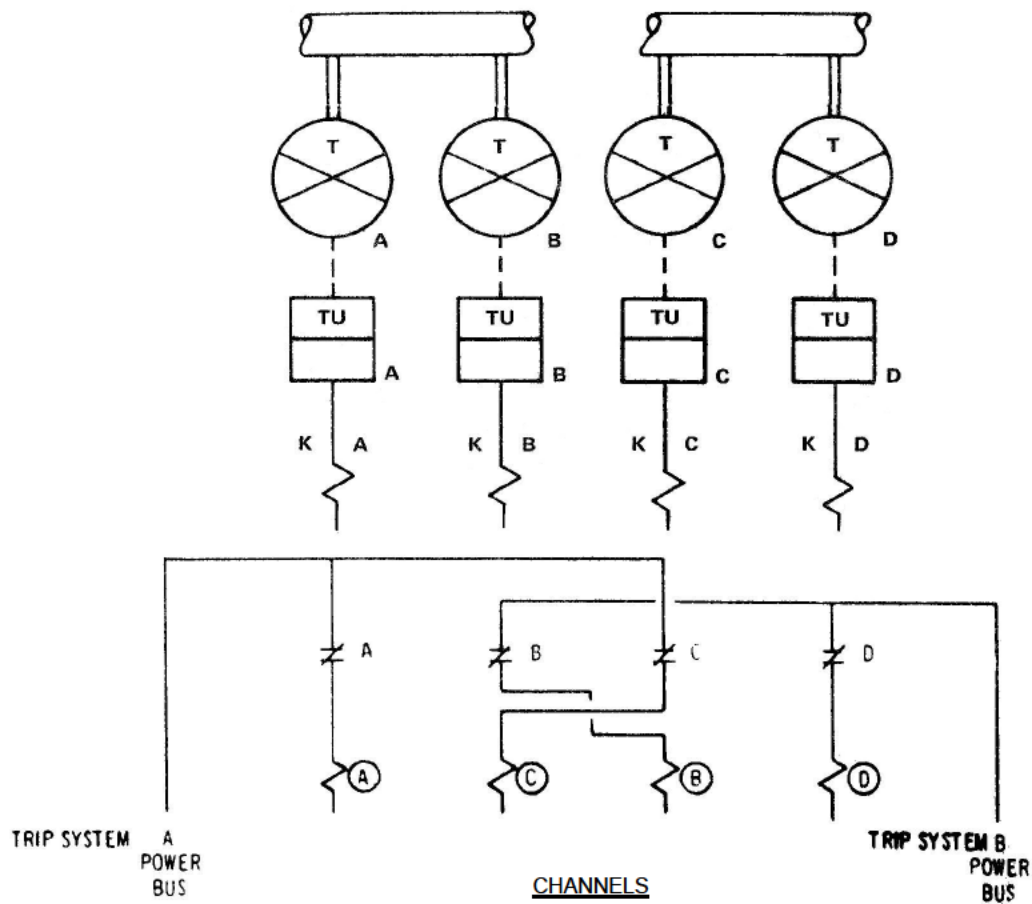 T T T T
A B C D
TU TU TU TU
A B C D
K A K B K C K D
A B C D
A C B D
TRIP SYSTEM A
POWER
BUS
TRIP SYSTEM B
POWER
BUS
CHANNELS